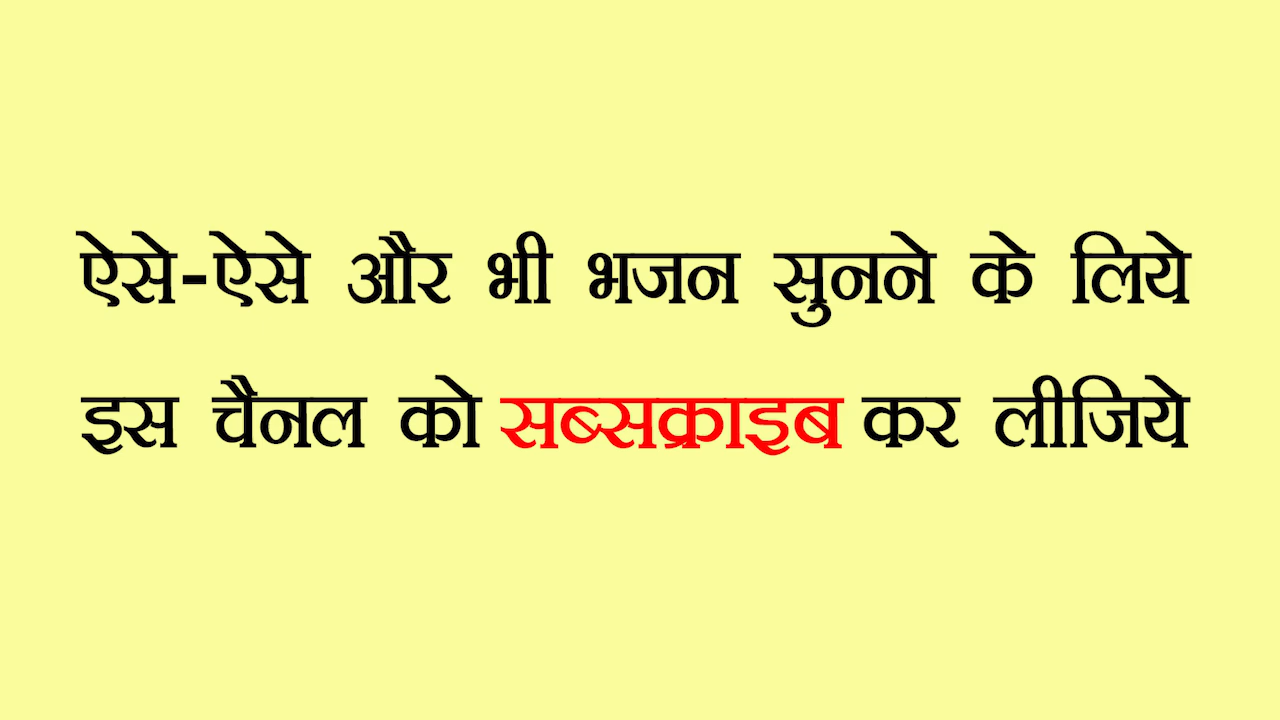 ऐसे-ऐसे और भी भजन सुनने के लिये
इस चैनल को सब्सक्राइब कर लीजिये